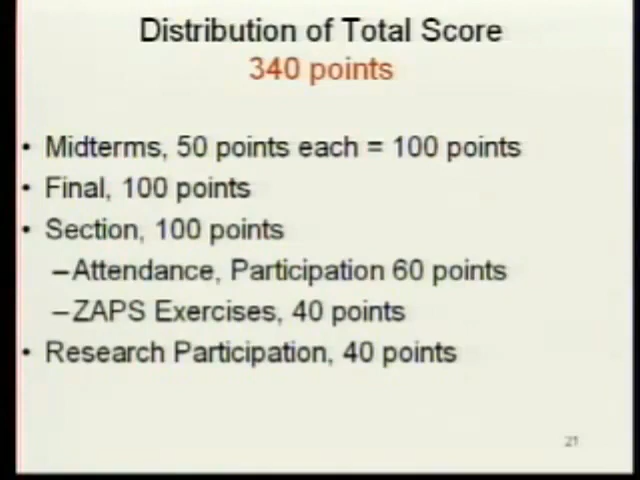 Distribution of Total Score
340 points
• Midterms, 50 points each = 100 points
• Final, 100 points
• Section, 100 points
–Attendance, Participation 60 points
–ZAPS Exercises, 40 points
• Research Participation, 40 points
21